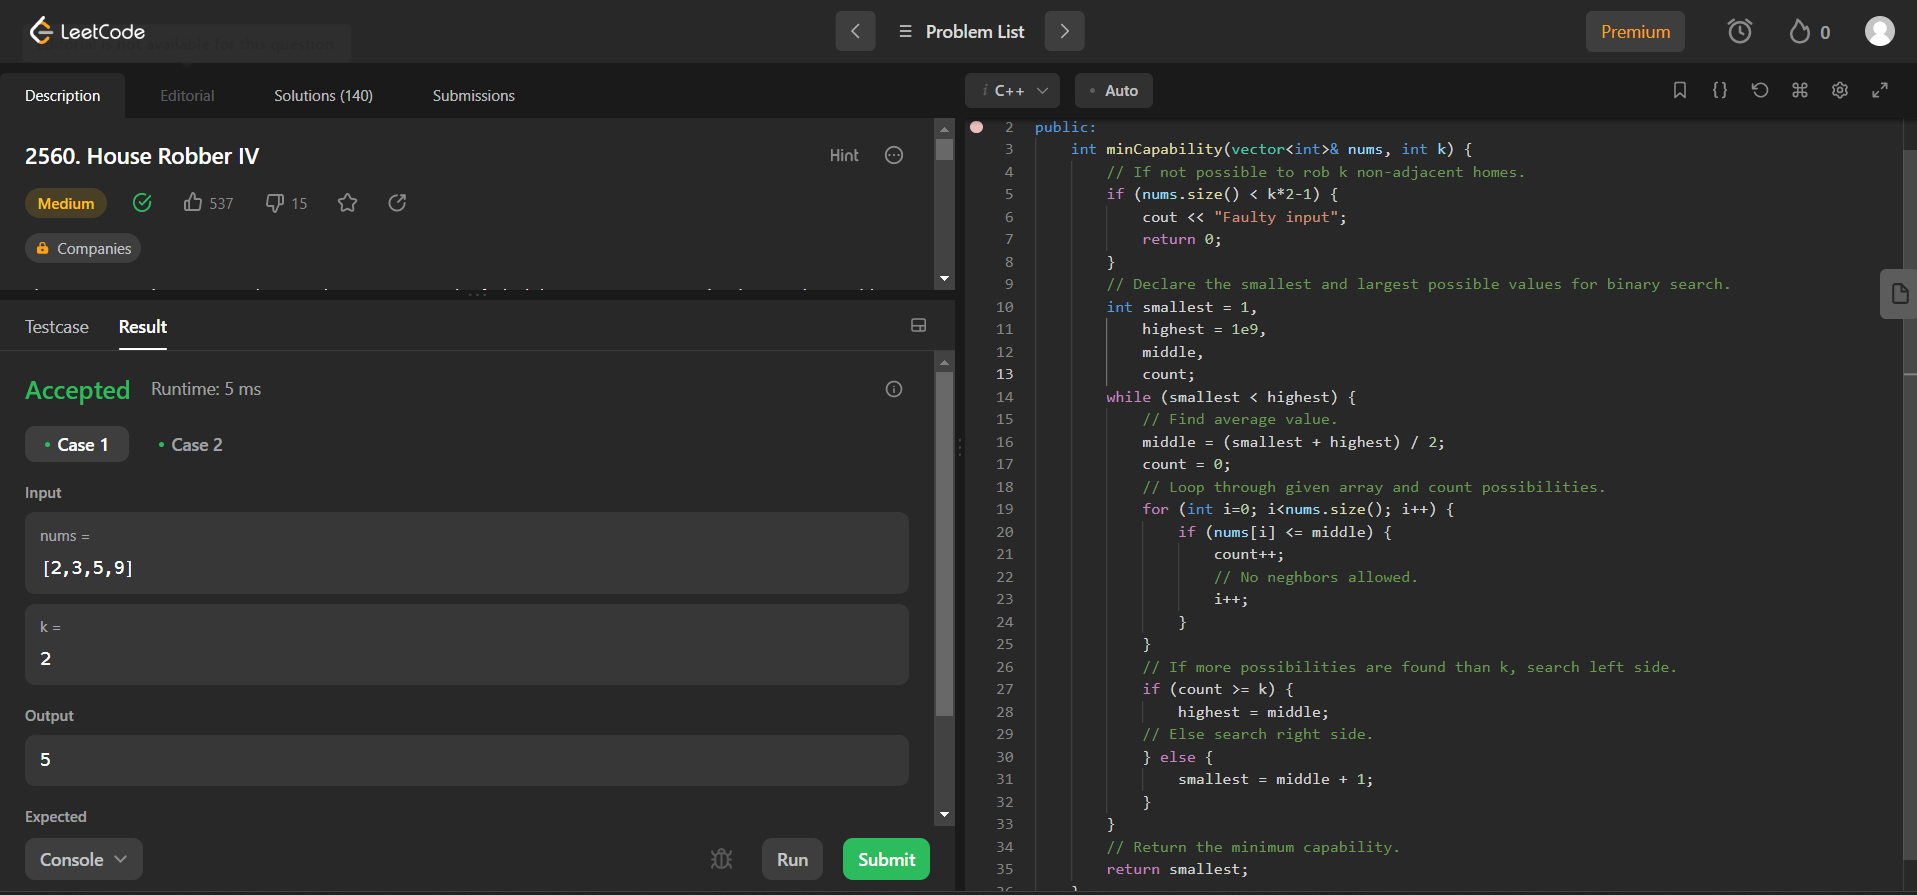 LeetCode
Problem List
Premium
0
Description
Editorial
Solutions (140)
Submissions
2560. House Robber IV
Hint
Medium
537
15
Companies
Testcase
Result
Accepted
Runtime: 5 ms
Case 1
Case 2
Input
nums =
[2,3,5,9]
k =
2
Output
5
Expected
Console
Run
Submit
i C++
Auto
2 public:
3 int minCapability(vector<int>& nums, int k) {
4 // If not possible to rob k non-adjacent homes.
5 if (nums.size() < k*2-1) {
6 cout << "Faulty input";
7 return 0;
8 }
9 // Declare the smallest and largest possible values for binary search.
10 int smallest = 1,
11 highest = 1e9,
12 middle,
13 count;
14 while (smallest < highest) {
15 // Find average value.
16 middle = (smallest + highest) / 2;
17 count = 0;
18 // Loop through given array and count possibilities.
19 for (int i=0; i<nums.size(); i++) {
20 if (nums[i] <= middle) {
21 count++;
22 // No neghbors allowed.
23 i++;
24 }
25 }
26 // If more possibilities are found than k, search left side.
27 if (count >= k) {
28 highest = middle;
29 // Else search right side.
30 } else {
31 smallest = middle + 1;
32 }
33 }
34 // Return the minimum capability.
35 return smallest;